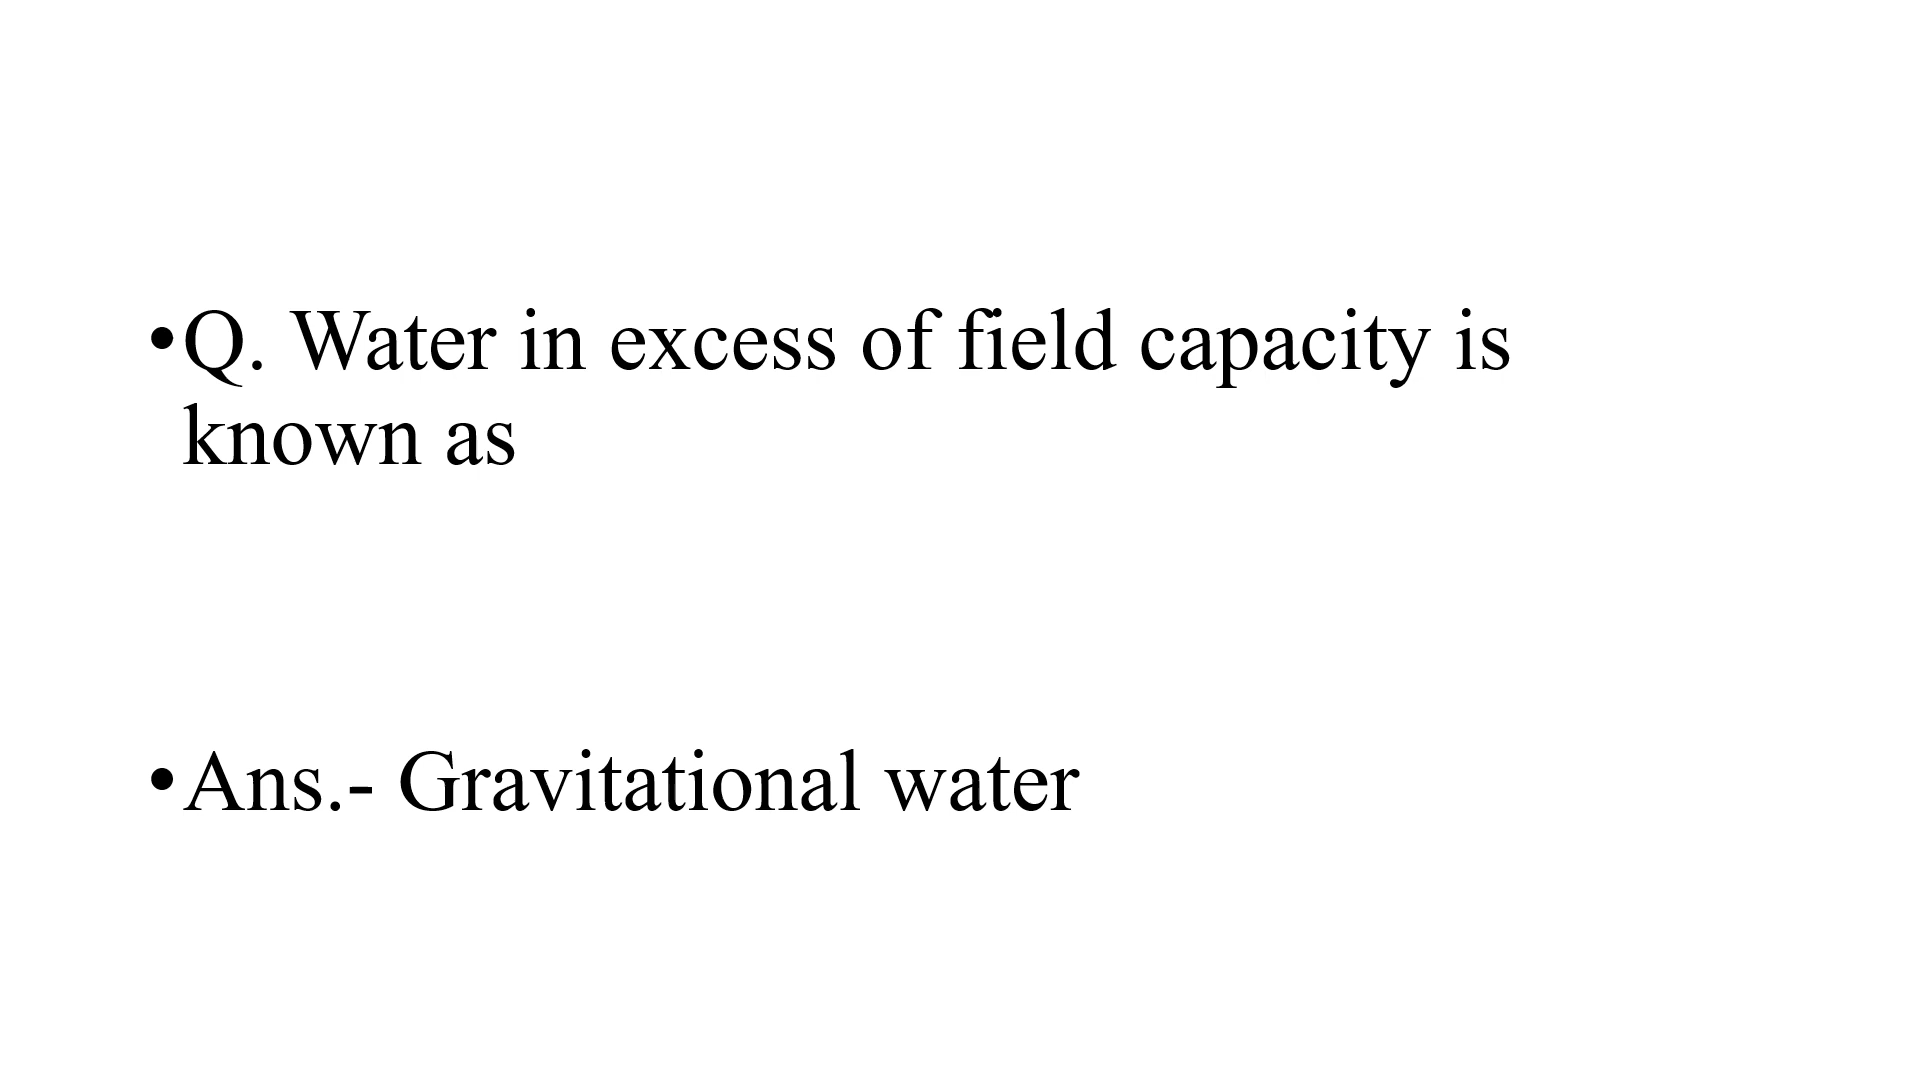 •Q. Water in excess of field capacity is
known as
•Ans.- Gravitational water